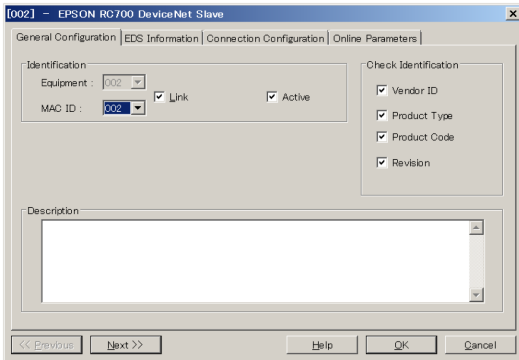 [002] - EPSON RC700 DeviceNet Slave
General Configuration EDS Information Connection Configuration Online Parameters
Identification
Equipment : 002
MAC ID : 002
Link
Active
Check Identification
Vendor ID
Product Type
Product Code
Revision
Description
<< Previous Next >> Help OK Cancel